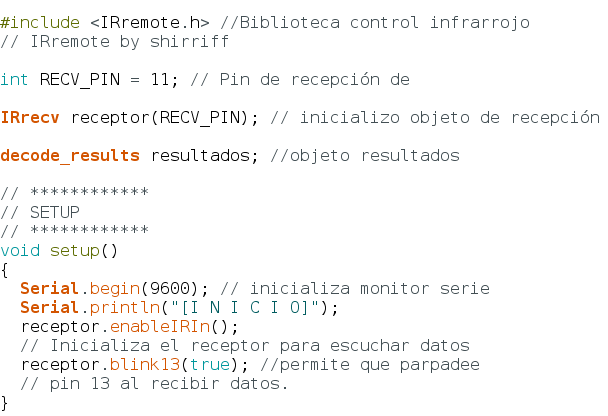 #include <IRremote.h> //Biblioteca control infrarrojo
// IRremote by shirriff
int RECV_PIN = 11; // Pin de recepción de
IRrecv receptor(RECV_PIN); // inicializo objeto de recepción
decode_results resultados; //objeto resultados
// ************
// SETUP
// ************
void setup()
{
  Serial.begin(9600); // inicializa monitor serie
  Serial.println("[I N I C I O]");
  receptor.enableIRIn();
  // Inicializa el receptor para escuchar datos
  receptor.blink13(true); //permite que parpadee
  // pin 13 al recibir datos.
}